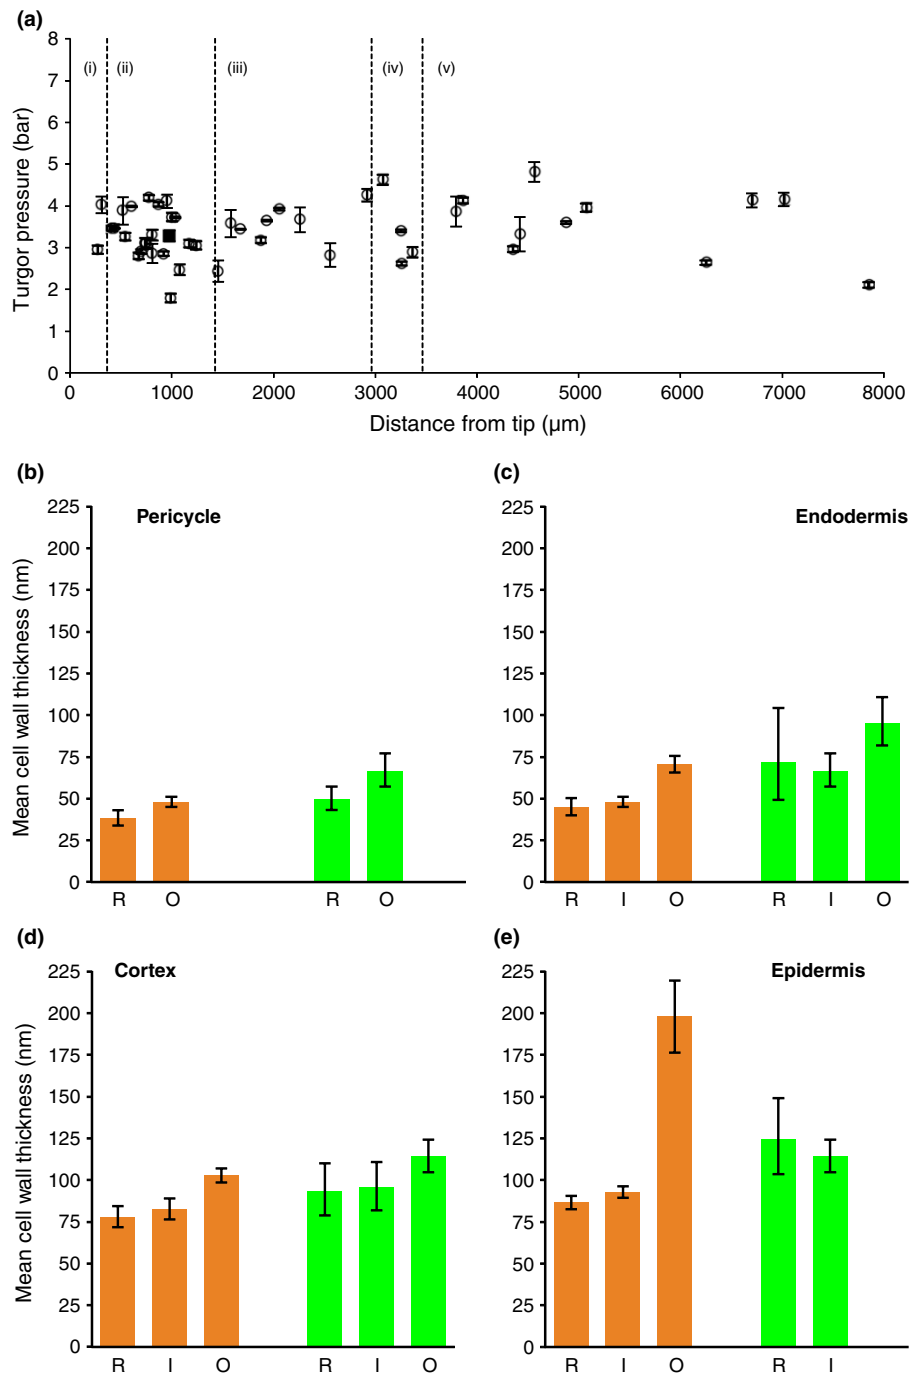 (a)
8
7
6
5
4
3
2
1
0
Turgor pressure (bar)
(i)
(ii)
(iii)
(iv)
(v)
0 1000 2000 3000 4000 5000 6000 7000 8000
Distance from tip (µm)
(b)
Pericycle
225
200
175
150
125
100
75
50
25
0
Mean cell wall thickness (nm)
R O R O
(c)
Endodermis
225
200
175
150
125
100
75
50
25
0
R I O R I O
(d)
Cortex
225
200
175
150
125
100
75
50
25
0
Mean cell wall thickness (nm)
R I O R I O
(e)
Epidermis
225
200
175
150
125
100
75
50
25
0
R I O R I